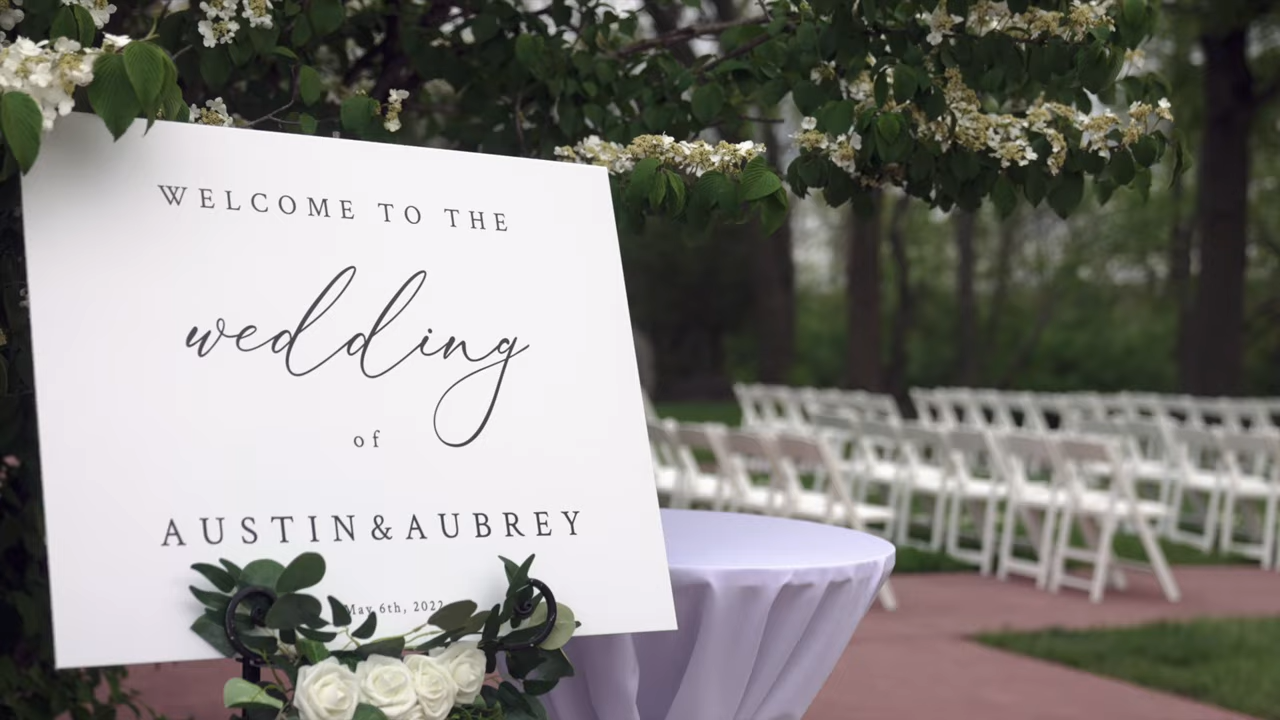 WELCOME TO THE
wedding
of
AUSTIN&AUBREY
May 6th, 2022